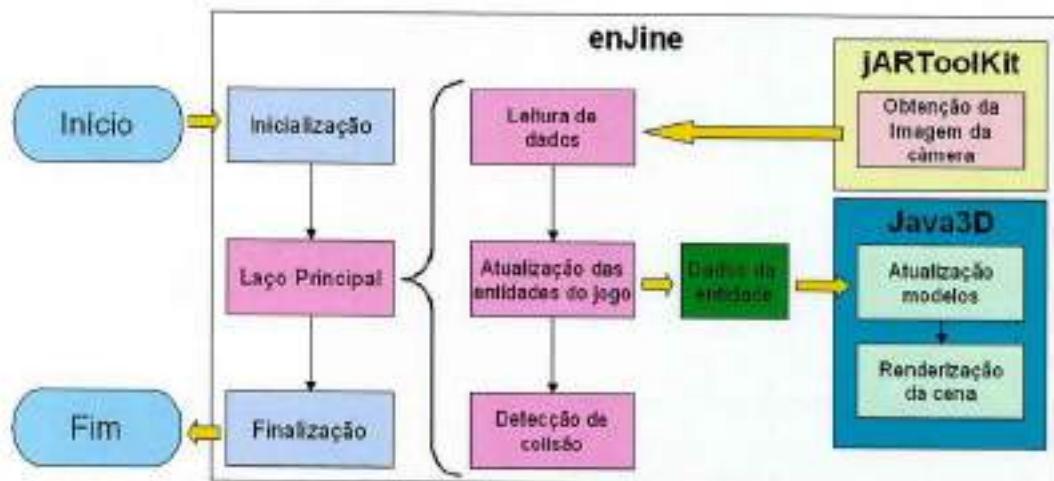 enJine
jARToolKit
Obtenção da
Imagem da
câmera
Início
Inicialização
Leitura de
dados
Java3D
Laço Principal
Atualização das
entidades do jogo
Dados da
entidade
Atualização
modelos
Renderização
da cena
Fim
Finalização
Detecção de
colisão